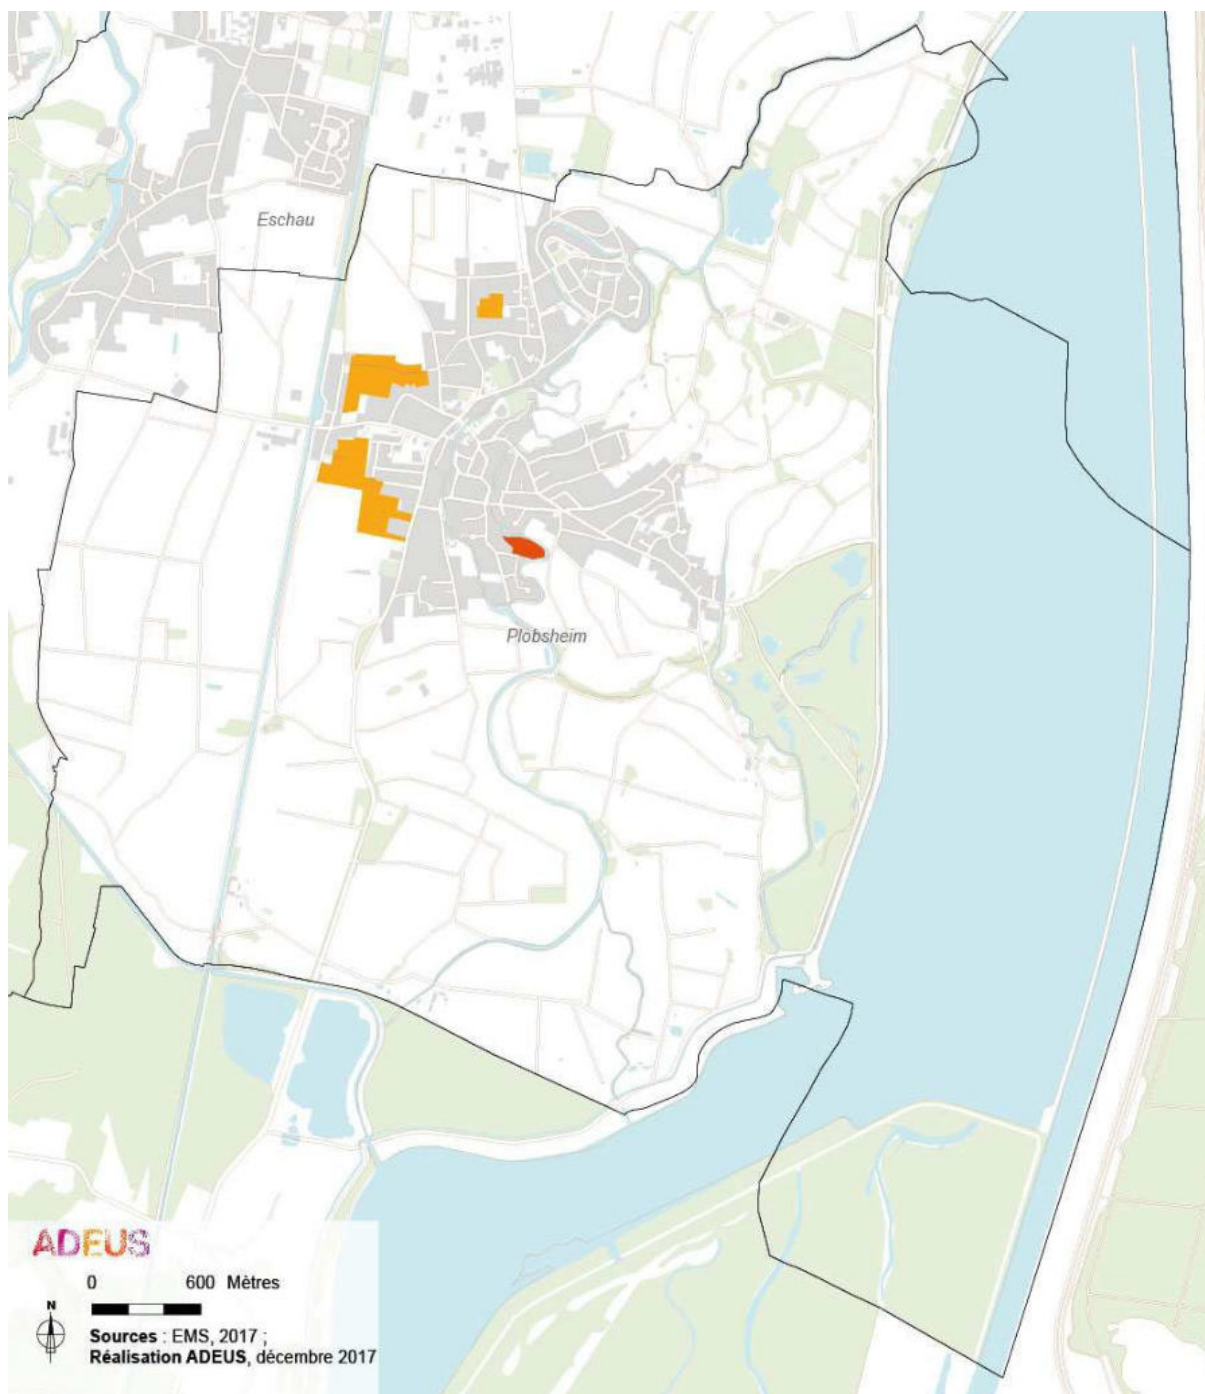 Eschau
Plobsheim
ADEUS
0 600 Mètres
N
Sources : EMS, 2017 ;
Réalisation ADEUS, décembre 2017